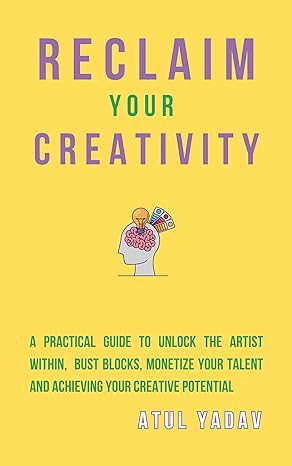 RECLAIM
YOUR
CREATIVITY
A PRACTICAL GUIDE TO UNLOCK THE ARTIST
WITHIN, BUST BLOCKS, MONETIZE YOUR TALENT
AND ACHIEVING YOUR CREATIVE POTENTIAL
ATUL YADAV